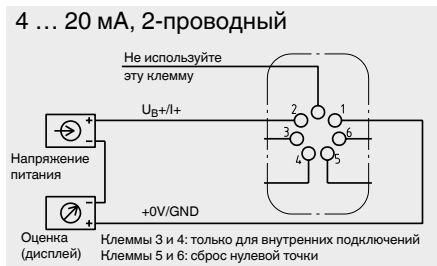 4 … 20 мА, 2-проводный
Не используйте
эту клемму
U_B+/I+
2
1
3
6
4
5
+
−
Напряжение
питания
−
+
+0V/GND
Оценка
(дисплей)
Клеммы 3 и 4: только для внутренних подключений
Клеммы 5 и 6: сброс нулевой точки